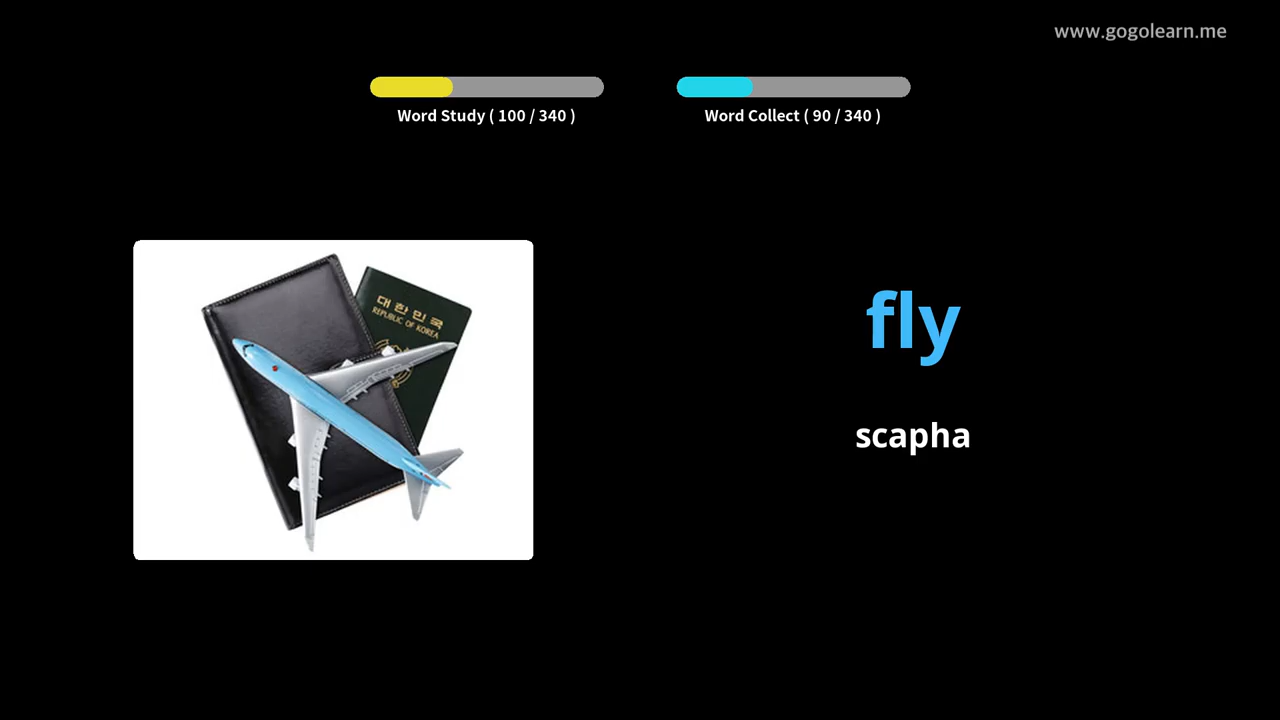 www.gogolearn.me
Word Study ( 100 / 340 )
Word Collect ( 90 / 340 )
대한민국
REPUBLIC OF KOREA
fly
scapha